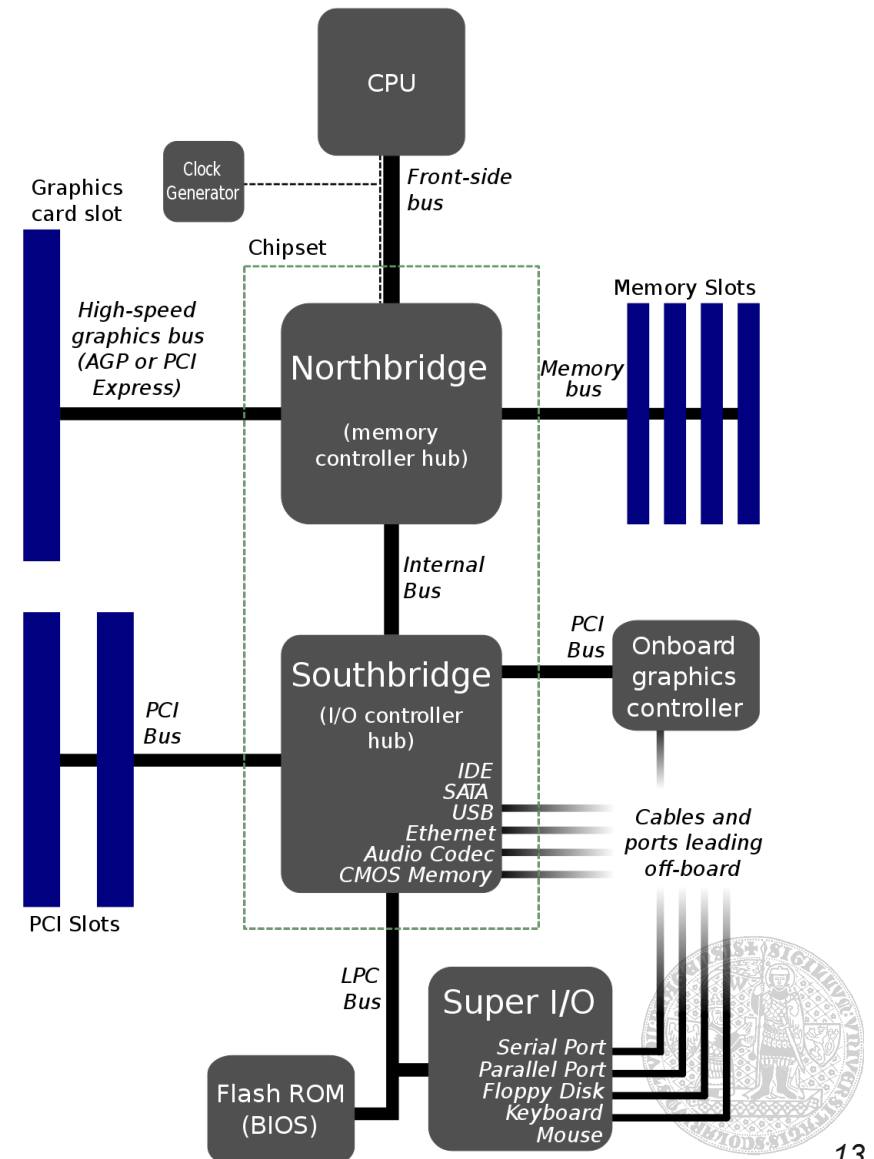 CPU
Clock
Generator
Front-side
bus
Graphics
card slot
Chipset
High-speed
graphics bus
(AGP or PCI
Express)
Northbridge
(memory
controller hub)
Memory
bus
Memory Slots
Internal
Bus
Southbridge
(I/O controller
hub)
IDE
SATA
USB
Ethernet
Audio Codec
CMOS Memory
PCI
Bus
Onboard
graphics
controller
PCI
Bus
PCI Slots
Cables and
ports leading
off-board
LPC
Bus
Super I/O
Serial Port
Parallel Port
Floppy Disk
Keyboard
Mouse
Flash ROM
(BIOS)
13